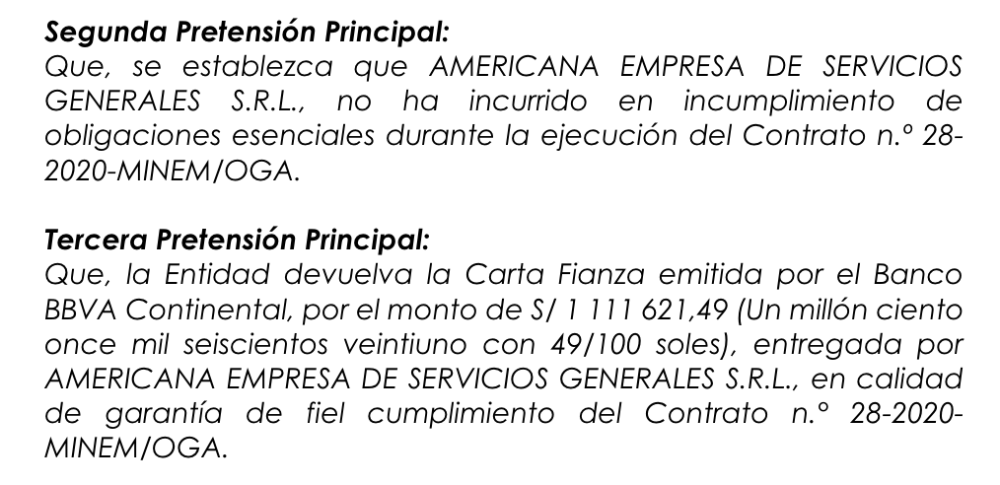 Segunda Pretensión Principal:
Que, se establezca que AMERICANA EMPRESA DE SERVICIOS
GENERALES S.R.L., no ha incurrido en incumplimiento de
obligaciones esenciales durante la ejecución del Contrato n.º 28-
2020-MINEM/OGA.
Tercera Pretensión Principal:
Que, la Entidad devuelva la Carta Fianza emitida por el Banco
BBVA Continental, por el monto de S/ 1 111 621,49 (Un millón ciento
once mil seiscientos veintiuno con 49/100 soles), entregada por
AMERICANA EMPRESA DE SERVICIOS GENERALES S.R.L., en calidad
de garantía de fiel cumplimiento del Contrato n.° 28-2020-
MINEM/OGA.